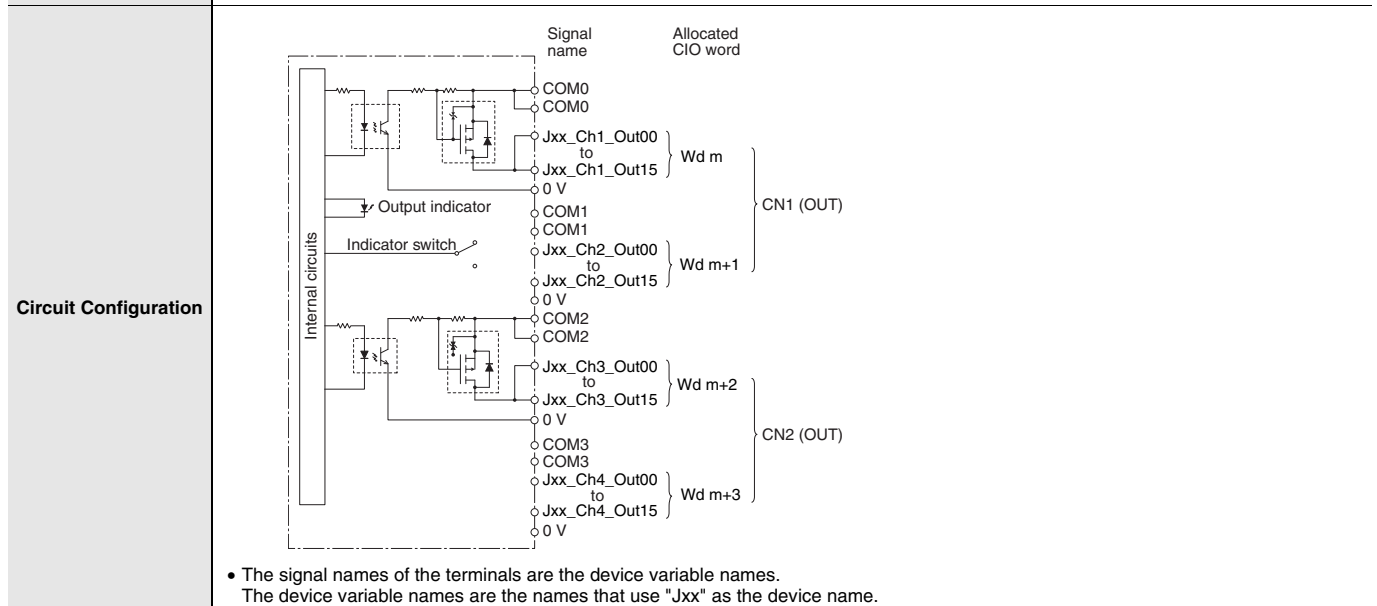 Circuit Configuration
Signal name
Allocated CIO word
Internal circuits
Output indicator
Indicator switch
COM0
COM0
Jxx_Ch1_Out00
to
Jxx_Ch1_Out15
Wd m
0 V
CN1 (OUT)
COM1
COM1
Jxx_Ch2_Out00
to
Jxx_Ch2_Out15
Wd m+1
0 V
COM2
COM2
Jxx_Ch3_Out00
to
Jxx_Ch3_Out15
Wd m+2
0 V
CN2 (OUT)
COM3
COM3
Jxx_Ch4_Out00
to
Jxx_Ch4_Out15
Wd m+3
0 V
• The signal names of the terminals are the device variable names.
The device variable names are the names that use "Jxx" as the device name.